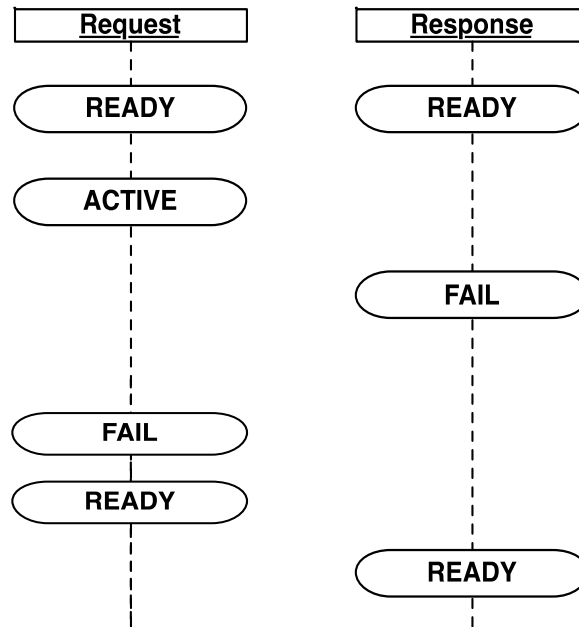 Request
Response
READY
READY
ACTIVE
FAIL
FAIL
READY
READY